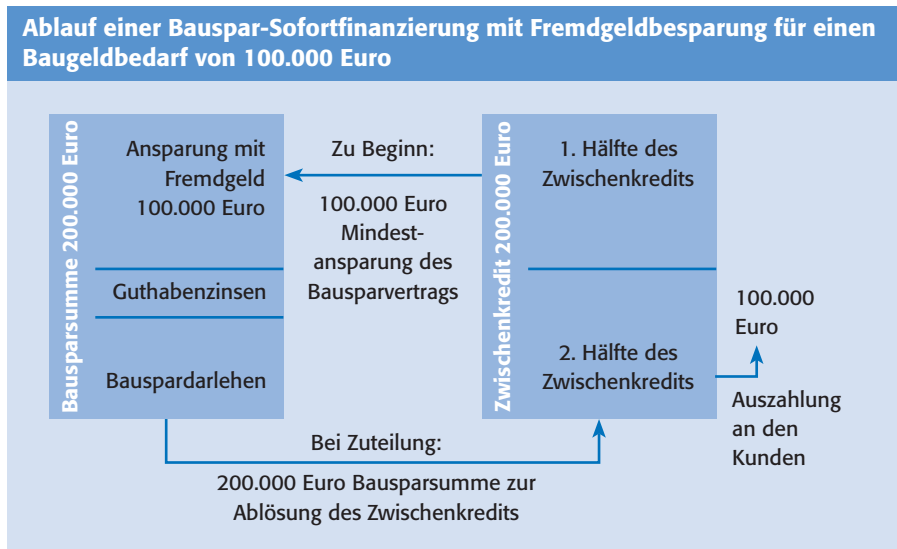 Ablauf einer Bauspar-Sofortfinanzierung mit Fremdgeldbesparung für einen
Baugeldbedarf von 100.000 Euro
Bausparsumme 200.000 Euro
Ansparung mit
Fremdgeld
100.000 Euro
Guthabenzinsen
Bauspardarlehen
Zu Beginn:
100.000 Euro
Mindest-
ansparung des
Bausparvertrags
Zwischenkredit 200.000 Euro
1. Hälfte des
Zwischenkredits
2. Hälfte des
Zwischenkredits
100.000
Euro
Auszahlung
an den
Kunden
Bei Zuteilung:
200.000 Euro Bausparsumme zur
Ablösung des Zwischenkredits